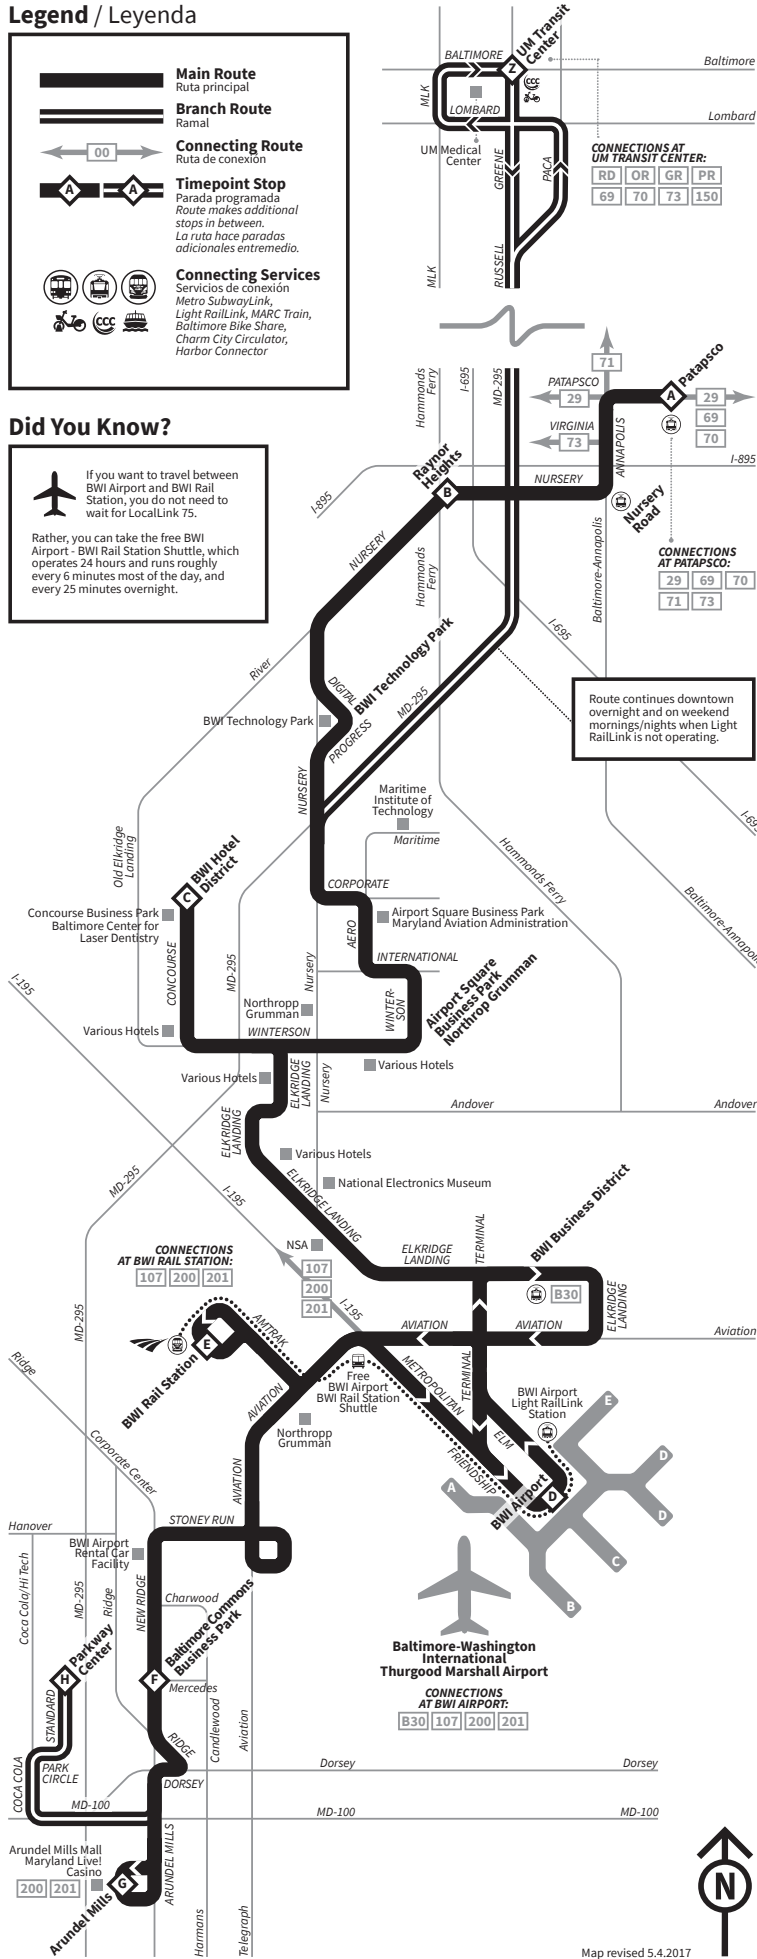 Legend / Leyenda
Main Route
Ruta principal
Branch Route
Ramal
00
Connecting Route
Ruta de conexión
A
A
Timepoint Stop
Parada programada
Route makes additional
stops in between.
La ruta hace paradas
adicionales entremedio.
CCC
Connecting Services
Servicios de conexión
Metro SubwayLink,
Light RailLink, MARC Train,
Baltimore Bike Share,
Charm City Circulator,
Harbor Connector
Did You Know?
If you want to travel between
BWI Airport and BWI Rail
Station, you do not need to
wait for LocalLink 75.
Rather, you can take the free BWI
Airport - BWI Rail Station Shuttle, which
operates 24 hours and runs roughly
every 6 minutes most of the day, and
every 25 minutes overnight.
UM Transit
Center
Z
CCC
BALTIMORE
Baltimore
MLK
LOMBARD
Lombard
UM Medical
Center
GREENE
PACA
CONNECTIONS AT
UM TRANSIT CENTER:
RD OR GR PR
69 70 73 150
MLK
RUSSELL
Hammonds
Ferry
I-695
MD-295
71
PATAPSCO
29
VIRGINIA
73
Patapsco
A
29
69
70
ANNAPOLIS
I-895
I-895
Raynor
Heights
B
NURSERY
Nursery
Road
NURSERY
Hammonds
Ferry
Baltimore-Annapolis
CONNECTIONS
AT PATAPSCO:
29 69 70
71 73
I-695
River
DIGITAL
BWI Technology Park
BWI Technology Park
PROGRESS
MD-295
Route continues downtown
overnight and on weekend
mornings/nights when Light
RailLink is not operating.
NURSERY
Maritime
Institute of
Technology
Maritime
I-695
Old Elkridge
Landing
BWI Hotel
District
C
CORPORATE
Hammonds Ferry
Baltimore-Annapolis
Concourse Business Park
Baltimore Center for
Laser Dentistry
Airport Square Business Park
Maryland Aviation Administration
AERO
CONCOURSE
MD-295
Nursery
INTERNATIONAL
I-195
Northropp
Grumman
WINTER-
SON
Airport Square
Business Park
Northrop Grumman
Various Hotels
WINTERSON
Various Hotels
Various Hotels
ELKRIDGE
LANDING
Nursery
Andover
Andover
ELKRIDGE
LANDING
Various Hotels
MD-295
I-195
National Electronics Museum
ELKRIDGE LANDING
BWI Business District
CONNECTIONS
AT BWI RAIL STATION:
107 200 201
NSA
107
200
201
ELKRIDGE
LANDING
TERMINAL
B30
ELKRIDGE
LANDING
MD-295
I-195
AMTRAK
AVIATION
AVIATION
Aviation
E
BWI Rail Station
Free
BWI Airport
BWI Rail Station
Shuttle
METROPOLITAN
TERMINAL
BWI Airport
Light RailLink
Station
Ridge
AVIATION
Northropp
Grumman
ELM
FRIENDSHIP
BWI Airport
D
A
E
D
D
C
B
Corporate Center
AVIATION
Hanover
STONEY RUN
BWI Airport
Rental Car
Facility
Coca Cola/Hi Tech
MD-295
Ridge
NEW RIDGE
Charwood
Baltimore-Washington
International
Thurgood Marshall Airport
CONNECTIONS
AT BWI AIRPORT:
B30 107 200 201
Parkway
Center
H
Baltimore Commons
Business Park
F
Mercedes
STANDARD
Candlewood
Aviation
RIDGE
COCA COLA
PARK
CIRCLE
DORSEY
Dorsey
Dorsey
MD-100
MD-100
MD-100
Arundel Mills Mall
Maryland Live!
Casino
200 201
G
Arundel Mills
ARUNDEL MILLS
Harmans
Telegraph
N
Map revised 5.4.2017